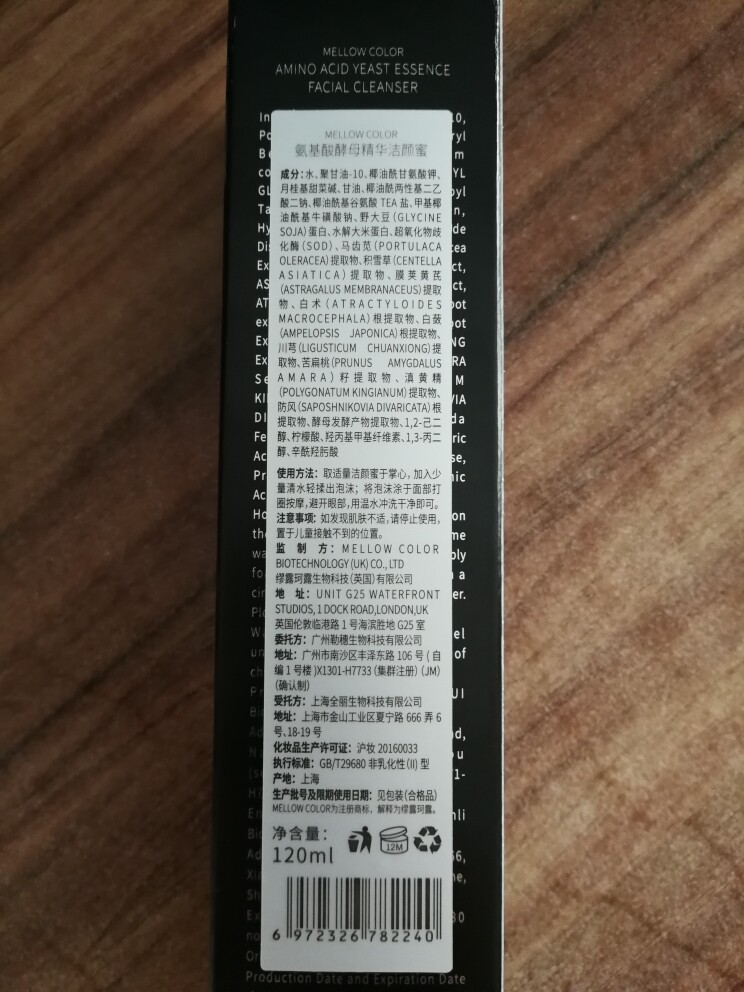 MELLOW COLOR
AMINO ACID YEAST ESSENCE
FACIAL CLEANSER
MELLOW COLOR
氨基酸酵母精华洁颜蜜
成分:水、聚甘油-10、椰油酰甘氨酸钾、
月桂基甜菜碱、甘油、椰油酰两性基二乙
酸二钠、椰油酰基谷氨酸 TEA 盐、甲基椰
油酰基牛磺酸钠、野大豆(GLYCINE
SOJA)蛋白、水解大米蛋白、超氧化物歧
化酶(SOD)、马齿苋(PORTULACA
OLERACEA)提取物、积雪草(CENTELLA
ASIATICA)提取物、膜荚黄芪
(ASTRAGALUS MEMBRANACEUS)提取
物、白术(ATRACTYLOIDES
MACROCEPHALA)根提取物、白蔹
(AMPELOPSIS JAPONICA)根提取物、
川芎(LIGUSTICUM CHUANXIONG)提
取物、苦扁桃(PRUNUS AMYGDALUS
AMARA)籽提取物、滇黄精
(POLYGONATUM KINGIANUM)提取物、
防风(SAPOSHNIKOVIA DIVARICATA)根
提取物、酵母发酵产物提取物、1,2-己二
醇、柠檬酸、羟丙基甲基纤维素、1,3-丙二
醇、辛酰羟肟酸
使用方法:取适量洁颜蜜于掌心,加入少
量清水轻揉出泡沫;将泡沫涂于面部打
圈按摩,避开眼部,用温水冲洗干净即可。
注意事项:如发现肌肤不适,请停止使用,
置于儿童接触不到的位置。
监制方:MELLOW COLOR
BIOTECHNOLOGY (UK) CO., LTD
缪露珂露生物科技(英国)有限公司
地址:UNIT G25 WATERFRONT
STUDIOS, 1 DOCK ROAD,LONDON,UK
英国伦敦临港路 1 号海滨胜地 G25 室
委托方:广州勒穗生物科技有限公司
地址:广州市南沙区丰泽东路 106 号(自
编 1 号楼)X1301-H7733 (集群注册) (JM)
(确认制)
受托方:上海全丽生物科技有限公司
地址:上海市金山工业区夏宁路 666 弄 6
号、18-19 号
化妆品生产许可证:沪妆 20160033
执行标准:GB/T29680 非乳化性(II) 型
产地:上海
生产批号及限期使用日期:见包装(合格品)
MELLOW COLOR为注册商标，解释为缪露珂露。
净含量:
120ml
12M
6 972326 782240
Production Date and Expiration Date